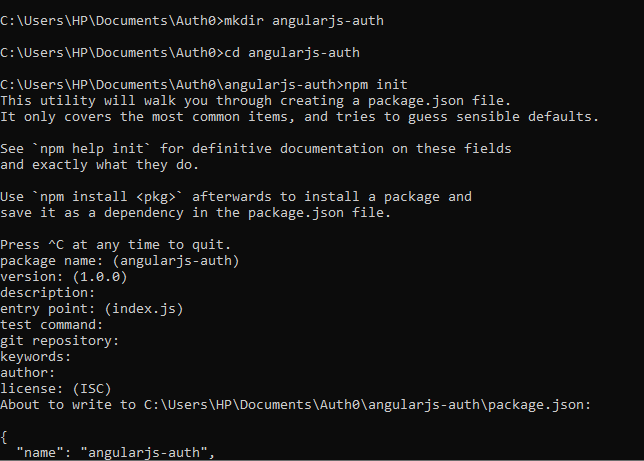 C:\Users\HP\Documents\Auth0>mkdir angularjs-auth
C:\Users\HP\Documents\Auth0>cd angularjs-auth
C:\Users\HP\Documents\Auth0\angularjs-auth>npm init
This utility will walk you through creating a package.json file.
It only covers the most common items, and tries to guess sensible defaults.
See `npm help init` for definitive documentation on these fields
and exactly what they do.
Use `npm install <pkg>` afterwards to install a package and
save it as a dependency in the package.json file.
Press ^C at any time to quit.
package name: (angularjs-auth)
version: (1.0.0)
description:
entry point: (index.js)
test command:
git repository:
keywords:
author:
license: (ISC)
About to write to C:\Users\HP\Documents\Auth0\angularjs-auth\package.json:
{
"name": "angularjs-auth",